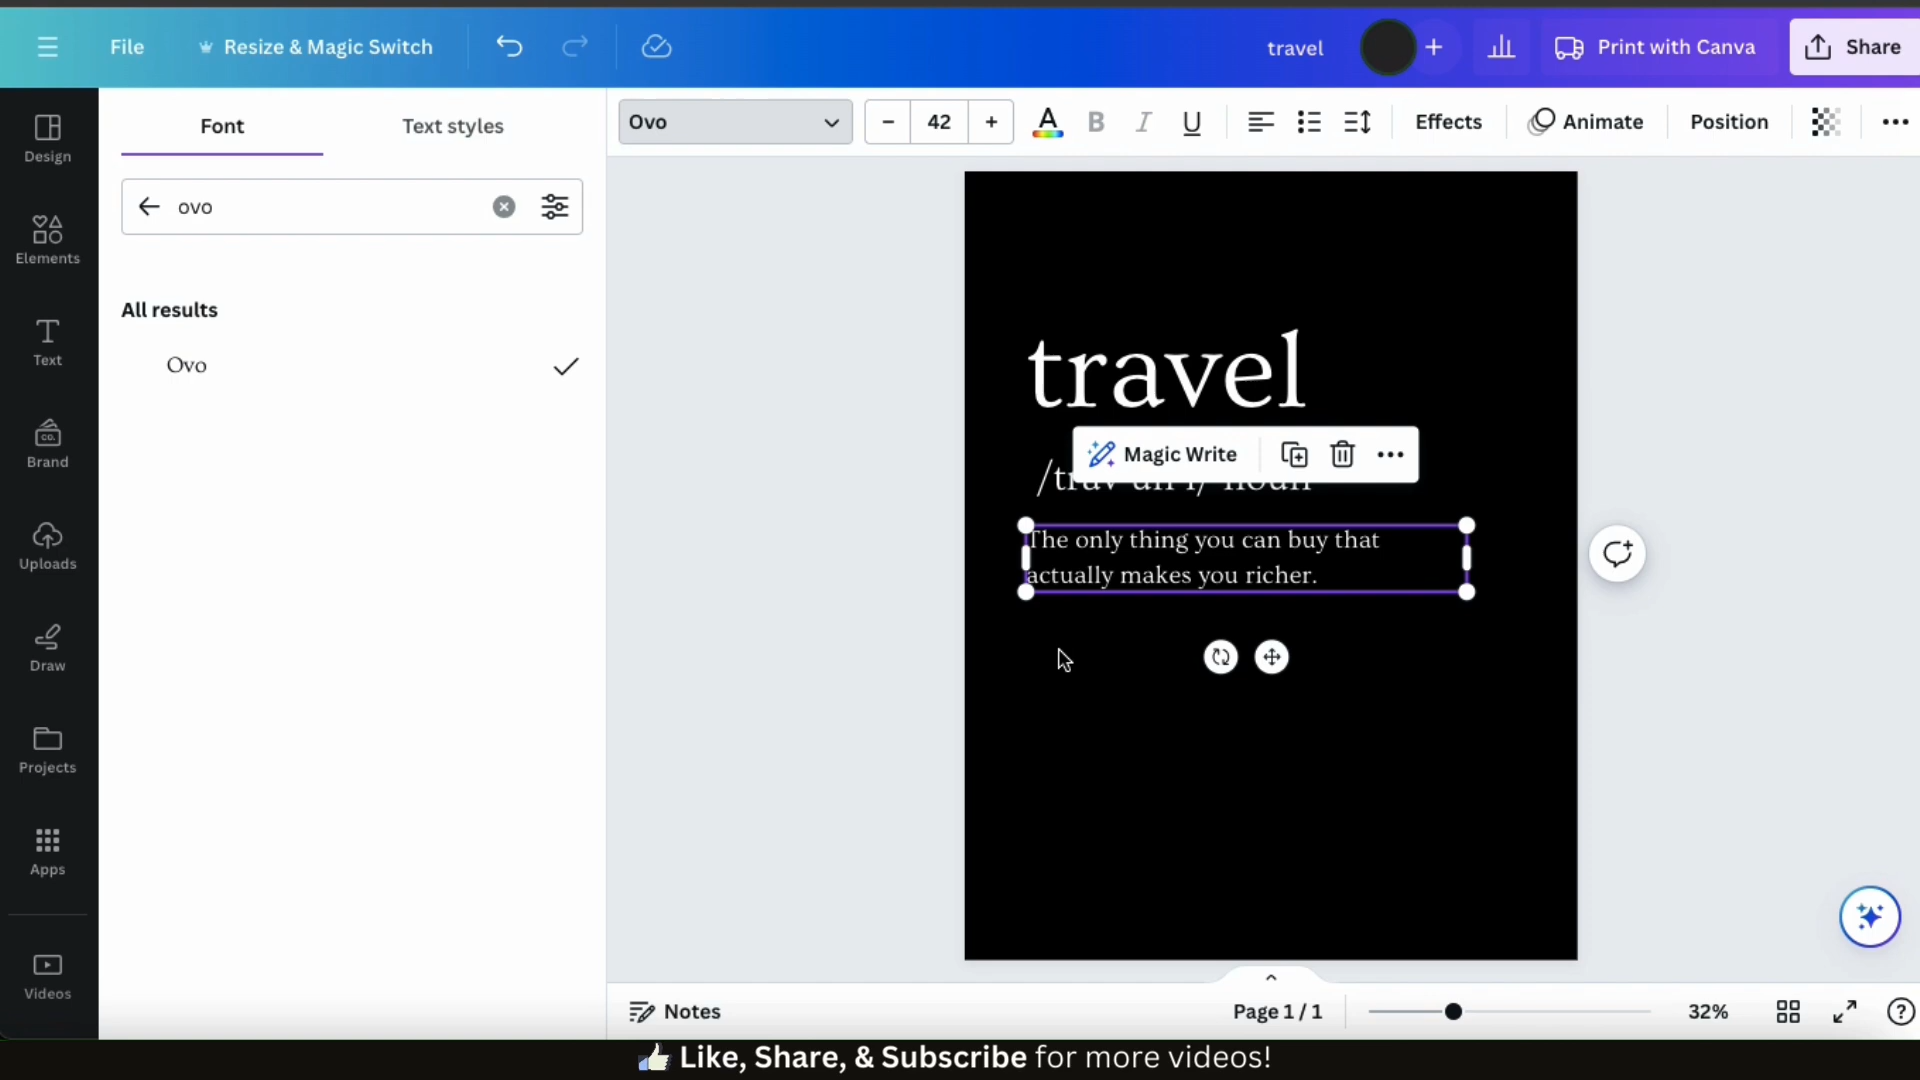 File
Resize & Magic Switch
travel
Print with Canva
Share
Design
Elements
Text
Brand
CO.
Uploads
Draw
Projects
Apps
Videos
Font
Text styles
ovo
All results
Ovo
Ovo
42
A
B
I
U
Effects
Animate
Position
travel
Magic Write
The only thing you can buy that
actually makes you richer.
Notes
Page 1 / 1
32%
Like, Share, & Subscribe for more videos!